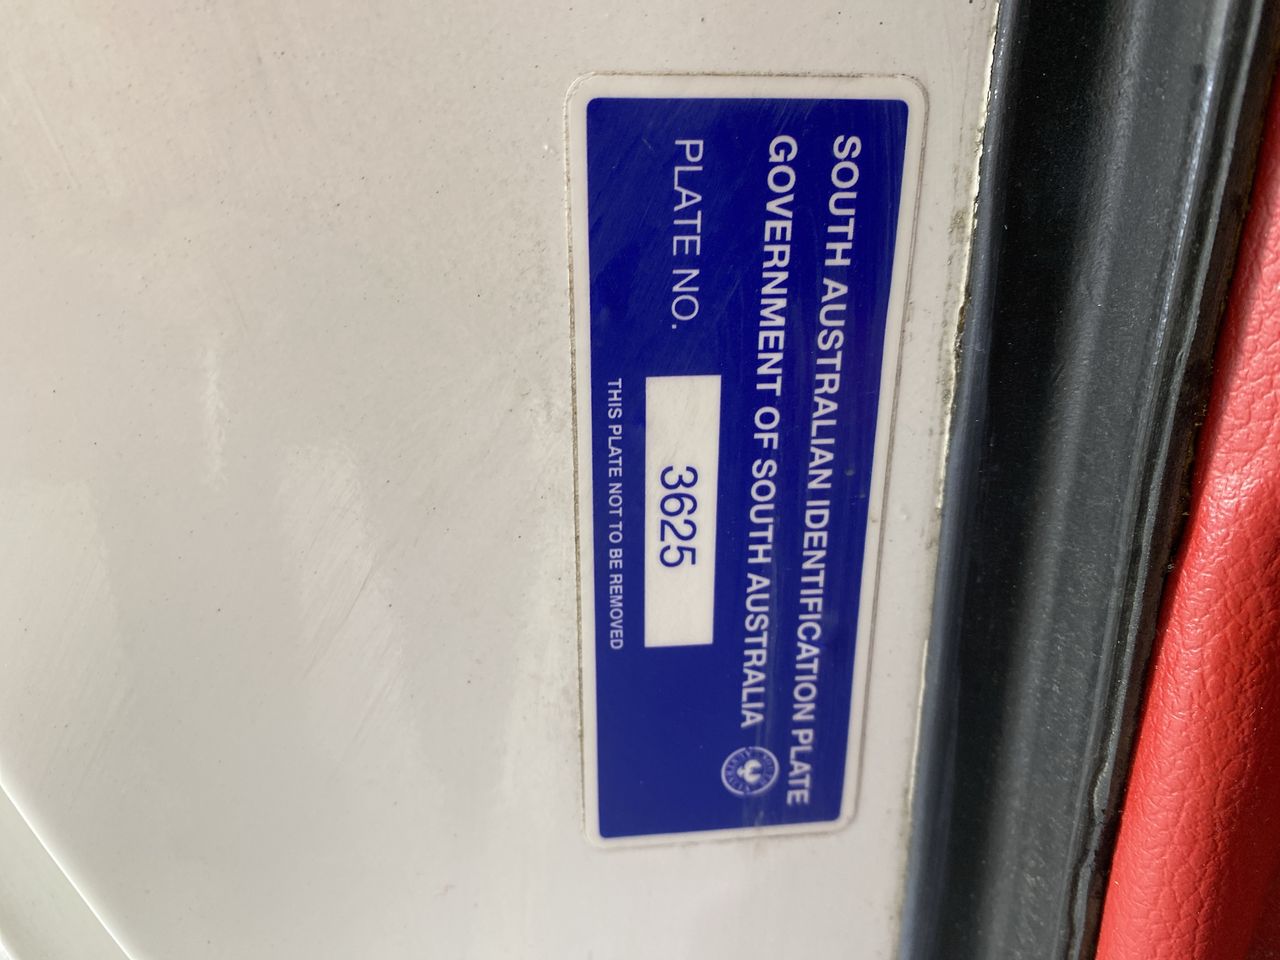 SOUTH AUSTRALIAN IDENTIFICATION PLATE
GOVERNMENT OF SOUTH AUSTRALIA
PLATE NO. 3625
THIS PLATE NOT TO BE REMOVED